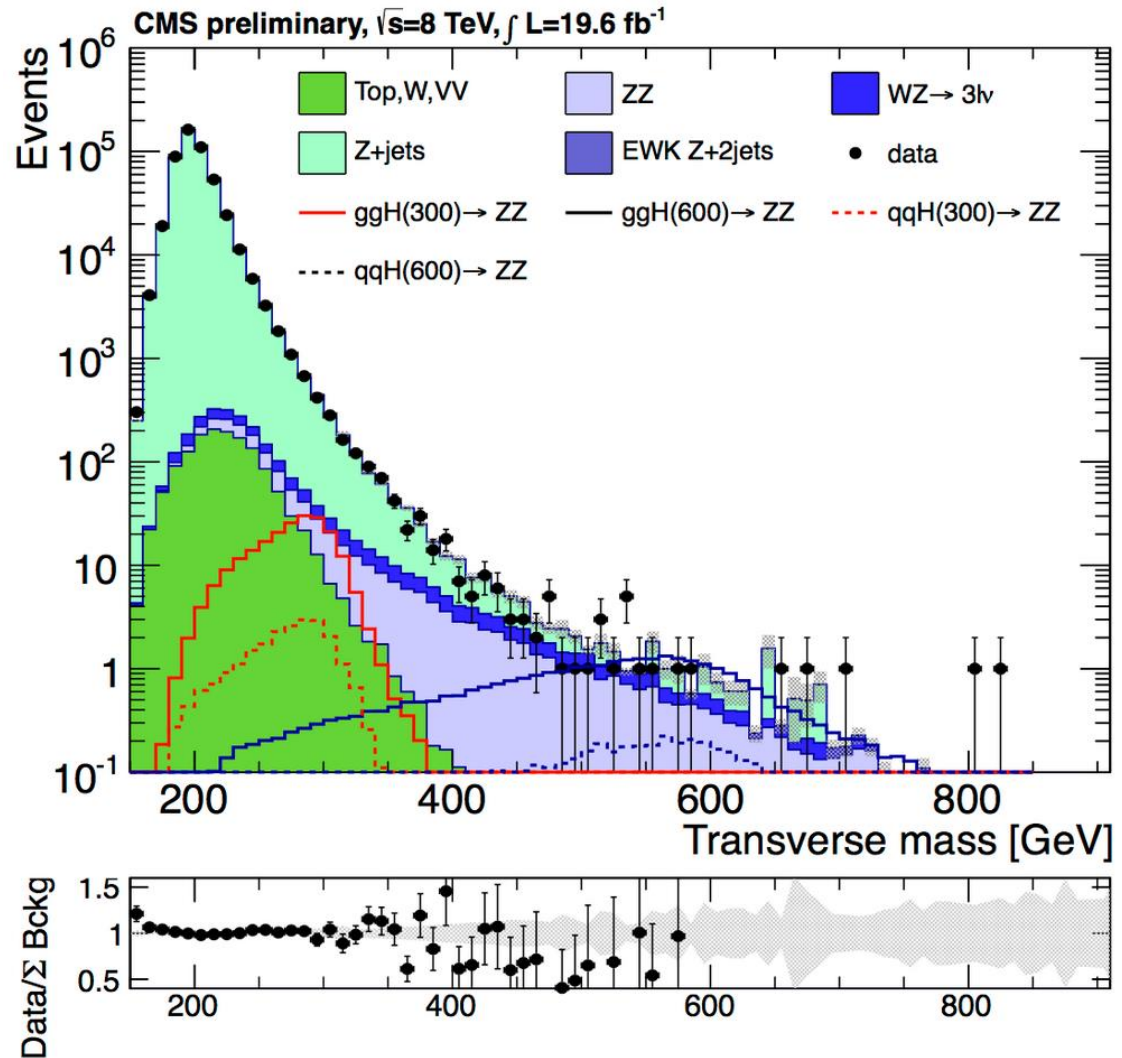 CMS preliminary, √s=8 TeV, ∫ L=19.6 fb⁻¹
Events
10⁶
10⁵
10⁴
10³
10²
10
1
10⁻¹
Top,W,VV
ZZ
WZ→ 3lν
Z+jets
EWK Z+2jets
data
ggH(300)→ ZZ
ggH(600)→ ZZ
qqH(300)→ ZZ
qqH(600)→ ZZ
200 400 600 800
Transverse mass [GeV]
Data/Σ Bckg
1.5
1
0.5
200 400 600 800